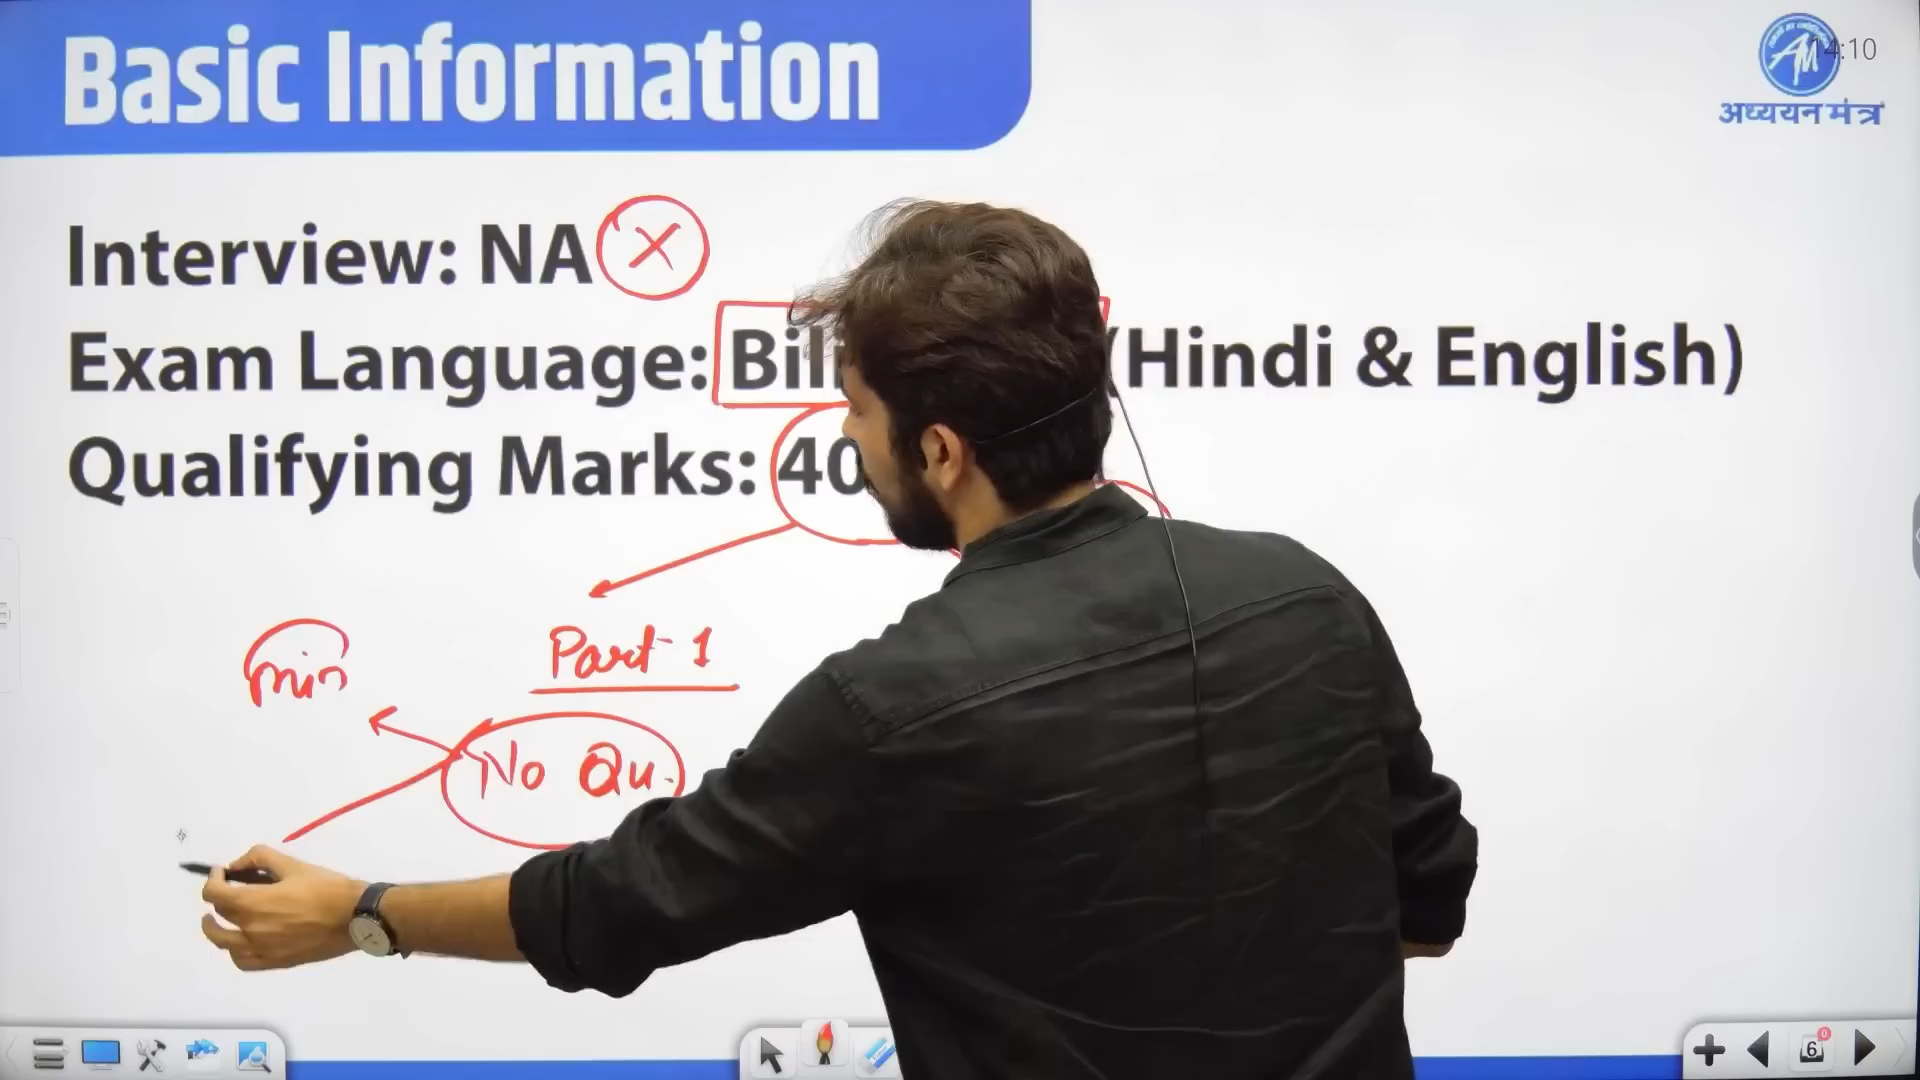 Basic Information
14:10
अध्ययन मंत्र
Interview: NA X
Exam Language: (Hindi & English)
Qualifying Marks: 40
min
Part-1
No Qu.
6
0